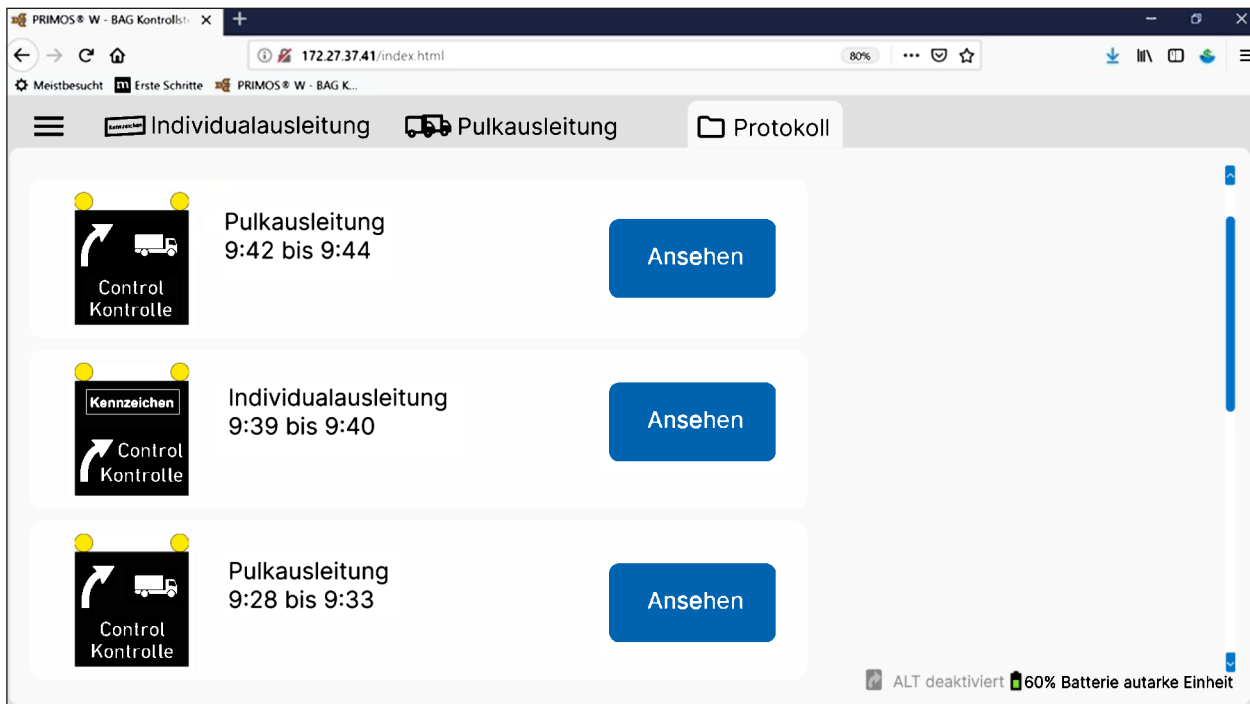 PRIMOS® W - BAG Kontrollst
172.27.37.41/index.html
80%
Meistbesucht
m Erste Schritte
PRIMOS® W - BAG K...
Kennzeichen Individualausleitung
Pulkausleitung
Protokoll
Control
Kontrolle
Pulkausleitung
9:42 bis 9:44
Ansehen
Kennzeichen
Control
Kontrolle
Individualausleitung
9:39 bis 9:40
Ansehen
Control
Kontrolle
Pulkausleitung
9:28 bis 9:33
Ansehen
ALT deaktiviert
60% Batterie autarke Einheit